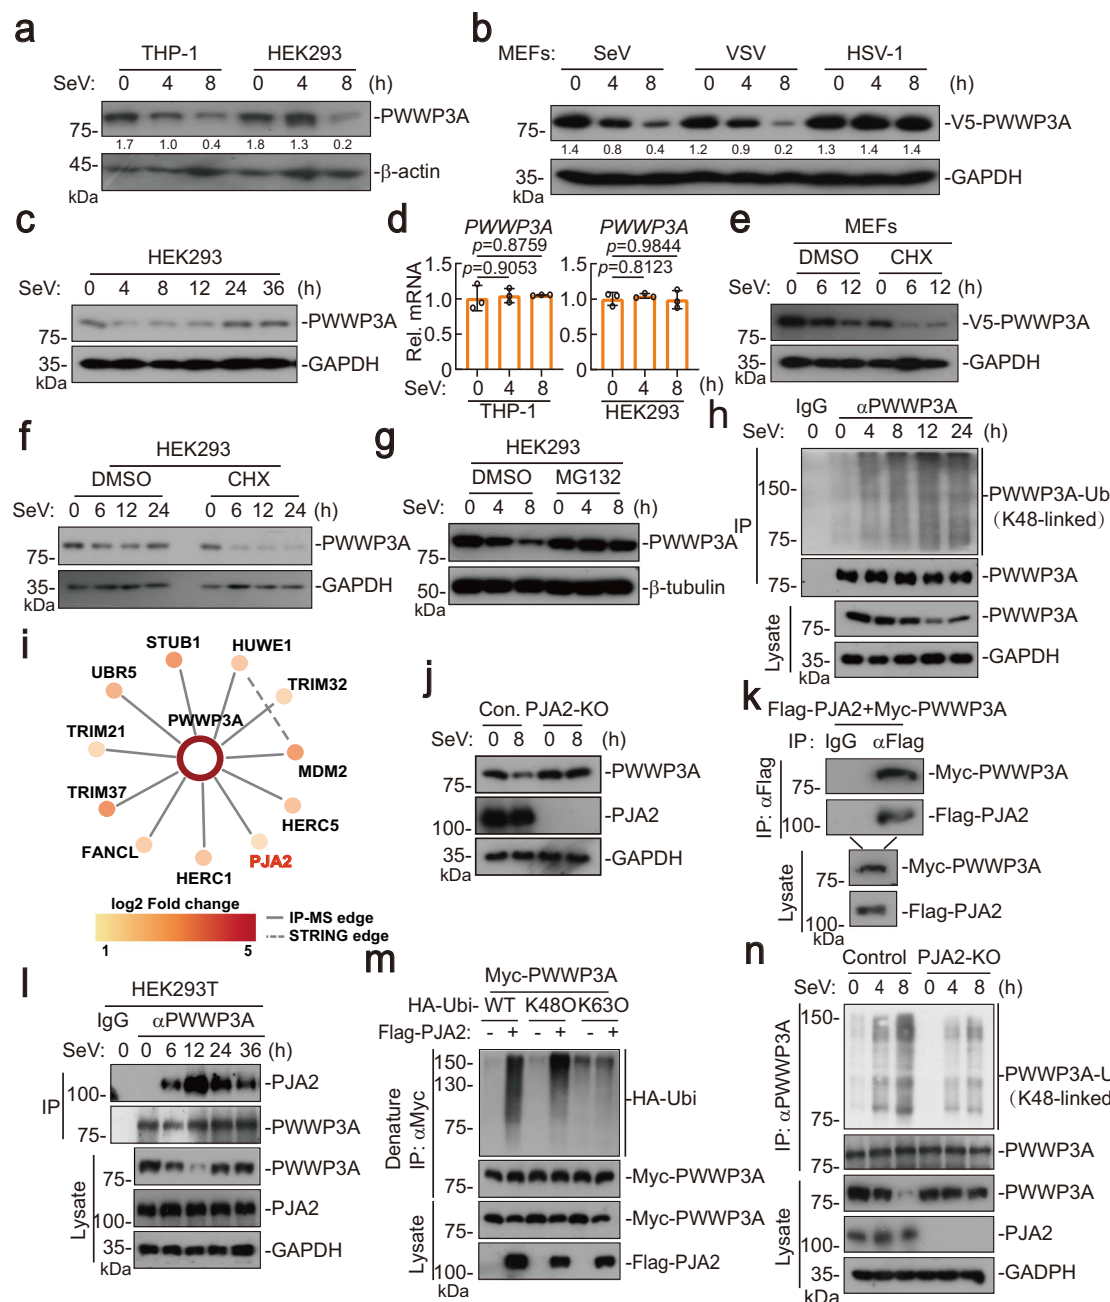 a
THP-1 HEK293
SeV: 0 4 8 0 4 8 (h)
-PWWP3A
75-
1.7 1.0 0.4 1.8 1.3 0.2
45-
-β-actin
kDa
b
MEFs: SeV VSV HSV-1
0 4 8 0 4 8 0 4 8 (h)
75-
-V5-PWWP3A
1.4 0.8 0.4 1.2 0.9 0.2 1.3 1.4 1.4
35-
-GAPDH
kDa
c
HEK293
SeV: 0 4 8 12 24 36 (h)
-PWWP3A
75-
35-
-GAPDH
kDa
d
PWWP3A PWWP3A
p=0.8759 p=0.9844
p=0.9053 p=0.8123
1.5 1.5
1.0 1.0
0.5 0.5
0 0
Rel. mRNA
SeV: 0 4 8 0 4 8 (h)
THP-1 HEK293
e
MEFs
DMSO CHX
SeV: 0 6 12 0 6 12 (h)
-V5-PWWP3A
75-
35-
-GAPDH
kDa
f
HEK293
DMSO CHX
SeV: 0 6 12 24 0 6 12 24 (h)
-PWWP3A
75-
35-
-GAPDH
kDa
g
HEK293
DMSO MG132
SeV: 0 4 8 0 4 8 (h)
-PWWP3A
75-
50-
-β-tubulin
kDa
h
IgG αPWWP3A
SeV: 0 0 4 8 12 24 (h)
IP
150-
-PWWP3A-Ub
(K48-linked)
75-
75-
-PWWP3A
Lysate
-PWWP3A
75-
35-
-GAPDH
kDa
i
STUB1
HUWE1
UBR5
TRIM32
PWWP3A
TRIM21
MDM2
TRIM37
HERC5
FANCL
PJA2
HERC1
log2 Fold change
1 5
IP-MS edge
STRING edge
j
Con. PJA2-KO
SeV: 0 8 0 8 (h)
-PWWP3A
75-
-PJA2
100-
35-
-GAPDH
kDa
k
Flag-PJA2+Myc-PWWP3A
IP: IgG αFlag
IP: αFlag
-Myc-PWWP3A
75-
-Flag-PJA2
100-
Lysate
-Myc-PWWP3A
75-
-Flag-PJA2
100-
kDa
l
HEK293T
IgG αPWWP3A
SeV: 0 0 6 12 24 36 (h)
IP
-PJA2
100-
-PWWP3A
75-
Lysate
-PWWP3A
75-
-PJA2
100-
35-
-GAPDH
kDa
m
Myc-PWWP3A
HA-Ubi- WT K48O K63O
Flag-PJA2: - + - + - +
Denature
IP: αMyc
150-
130-
-HA-Ubi
75-
75-
-Myc-PWWP3A
Lysate
-Myc-PWWP3A
75-
-Flag-PJA2
100-
kDa
n
Control PJA2-KO
SeV: 0 4 8 0 4 8 (h)
IP: αPWWP3A
150-
-PWWP3A-U
(K48-linked
75-
-PWWP3A
75-
Lysate
-PWWP3A
75-
-PJA2
100-
35-
-GADPH
kDa